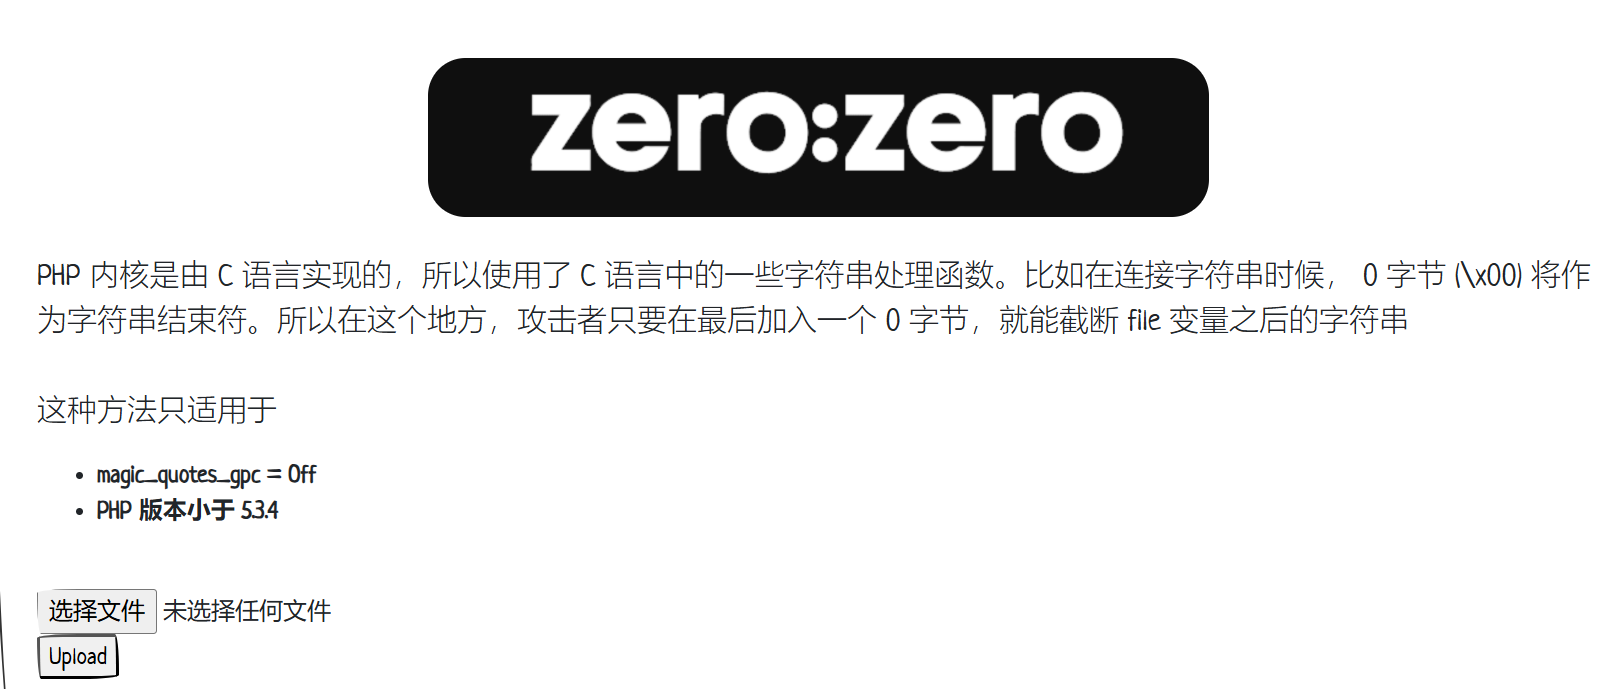 zero:zero
PHP 内核是由 C 语言实现的，所以使用了 C 语言中的一些字符串处理函数。比如在连接字符串时候， 0 字节 (\x00) 将作
为字符串结束符。所以在这个地方，攻击者只要在最后加入一个 0 字节，就能截断 file 变量之后的字符串
这种方法只适用于
• magic_quotes_gpc = Off
• PHP 版本小于 5.3.4
选择文件 未选择任何文件
Upload